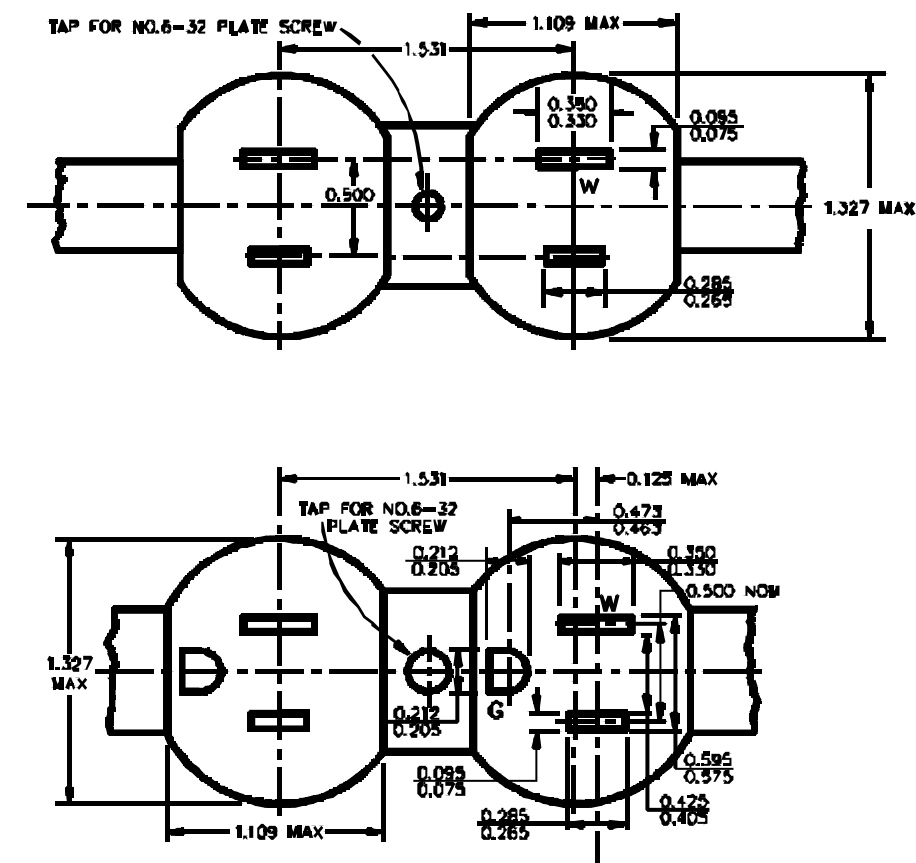 TAP FOR NO.6-32 PLATE SCREW
1.109 MAX
1.531
0.350
0.330
0.095
0.075
0.500
W
1.327 MAX
0.285
0.265
1.531
0.125 MAX
TAP FOR NO.6-32
PLATE SCREW
0.473
0.463
0.212
0.205
0.350
0.330
0.500 NOM
W
1.327
MAX
G
0.212
0.205
0.095
0.075
0.595
0.575
0.285
0.265
0.425
0.405
1.109 MAX